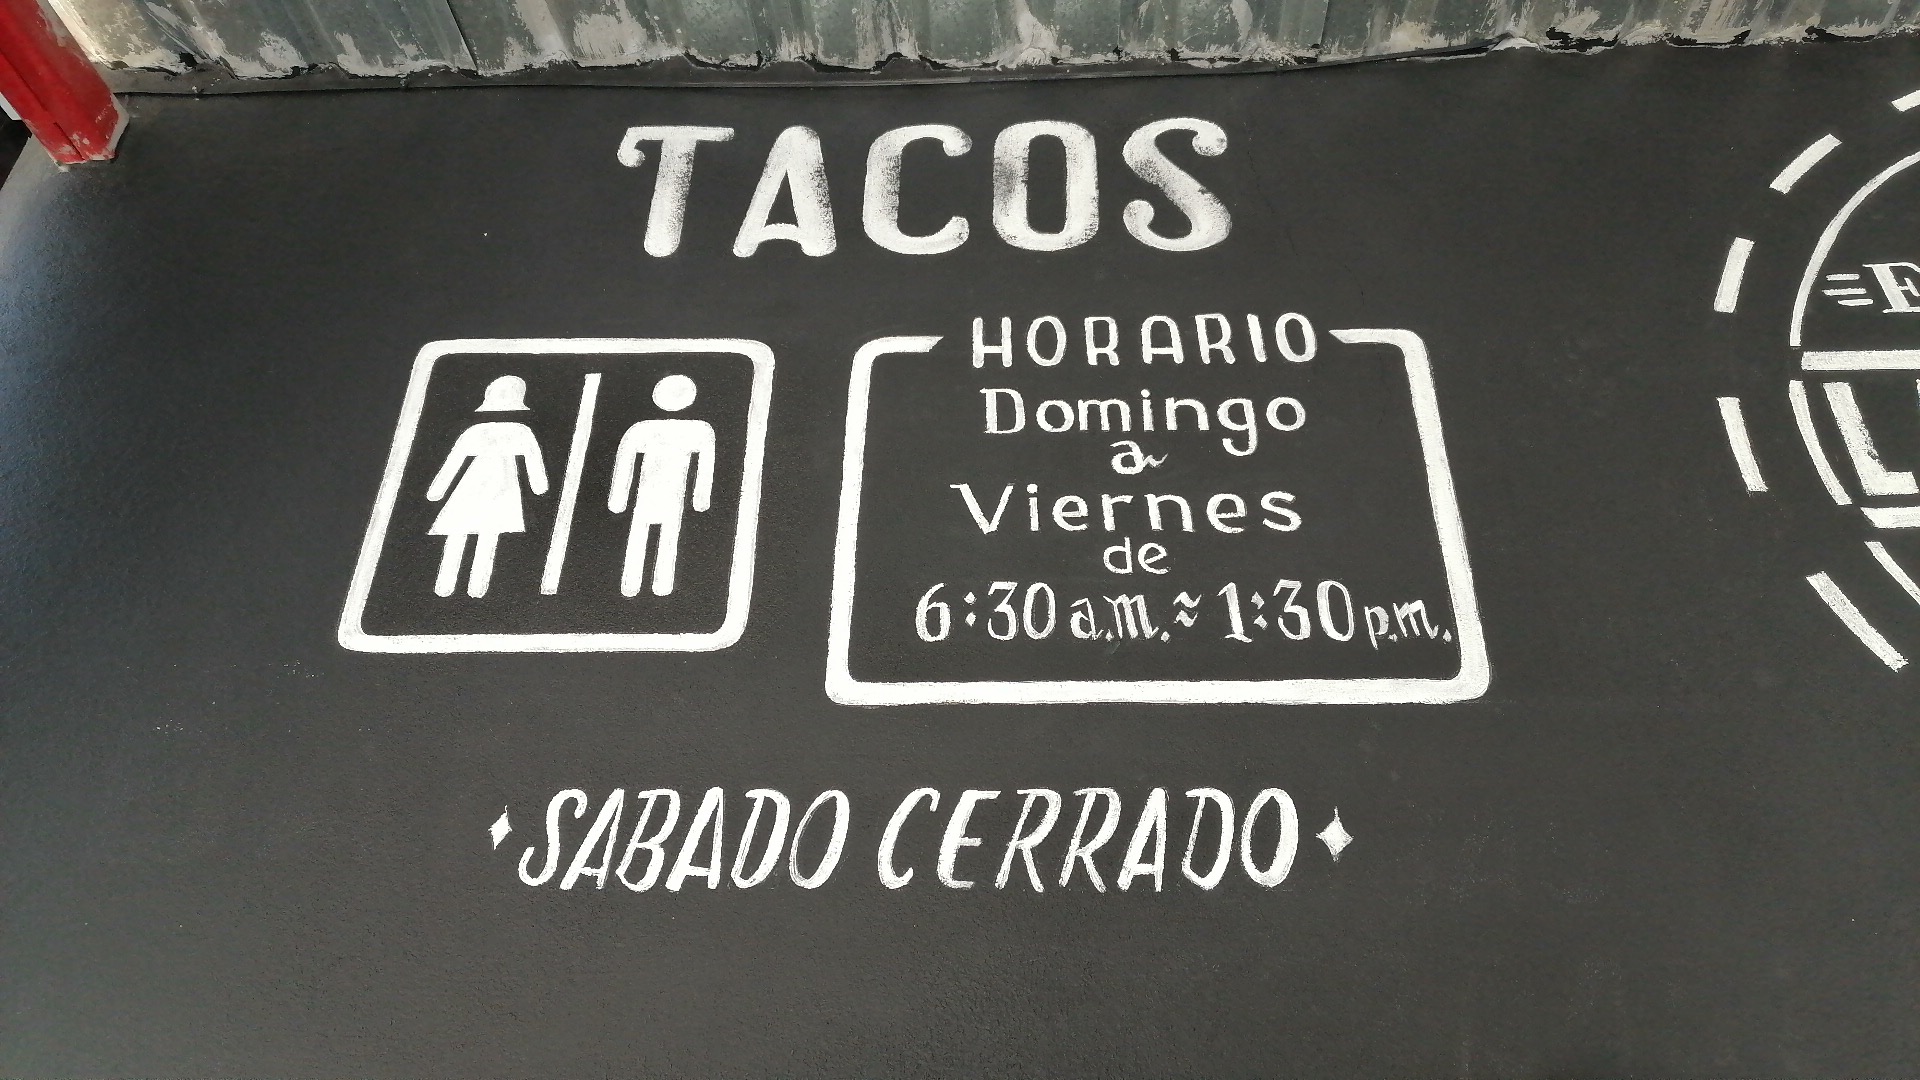 TACOS
HORARIO
Domingo
a
Viernes
de
6:30 a.m. ≈ 1:30 p.m.
SABADO CERRADO